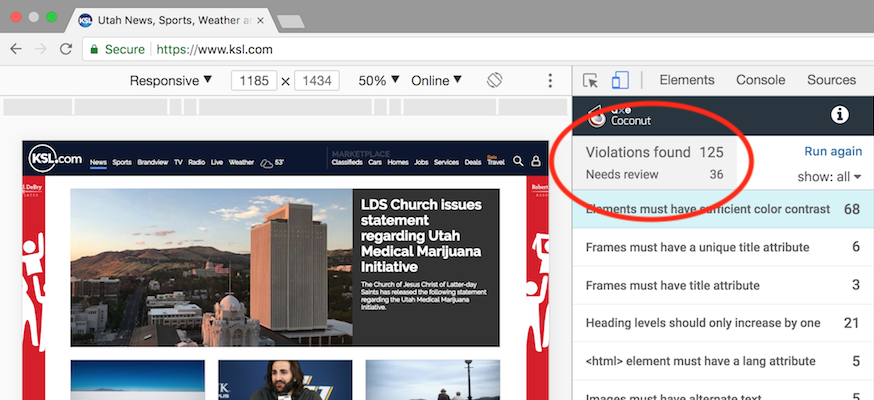 Utah News, Sports, Weather a
Secure https://www.ksl.com
Responsive 1185 × 1434 50% Online
Elements Console Sources
axe
Coconut
Violations found 125
Needs review 36
Run again
show: all
Elements must have sufficient color contrast 68
Frames must have a unique title attribute 6
Frames must have title attribute 3
Heading levels should only increase by one 21
<html> element must have a lang attribute 5
Images must have alternate text 5
KSL.com
News Sports Brandview TV Radio Live Weather 53°
MARKETPLACE
Classifieds Cars Homes Jobs Services Deals Travel
LDS Church issues
statement
regarding Utah
Medical Marijuana
Initiative
The Church of Jesus Christ of Latter-day
Saints has released the following statement
regarding the Utah Medical Marijuana
Initiative.